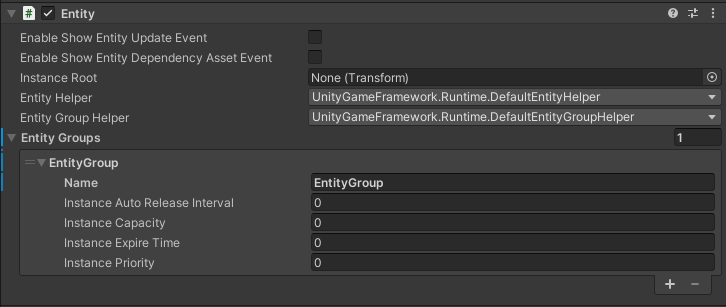 Entity
Enable Show Entity Update Event
Enable Show Entity Dependency Asset Event
Instance Root None (Transform)
Entity Helper UnityGameFramework.Runtime.DefaultEntityHelper
Entity Group Helper UnityGameFramework.Runtime.DefaultEntityGroupHelper
Entity Groups 1
EntityGroup
Name EntityGroup
Instance Auto Release Interval 0
Instance Capacity 0
Instance Expire Time 0
Instance Priority 0